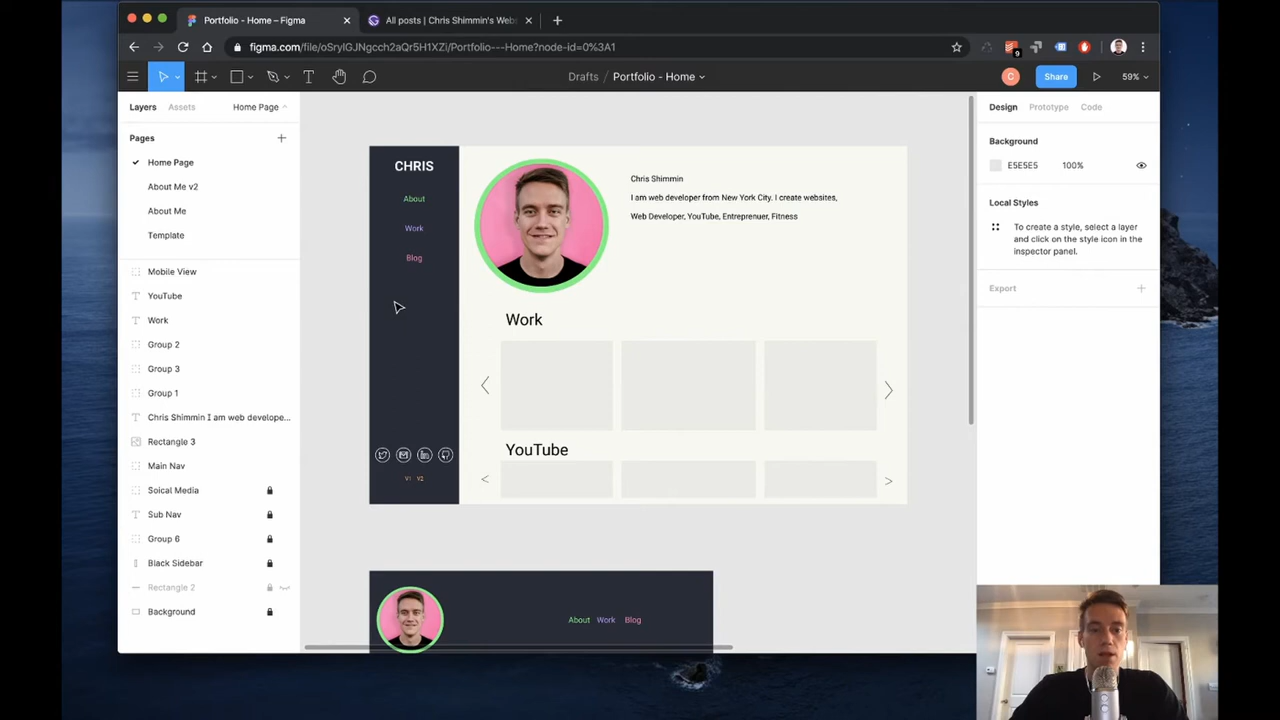 Portfolio - Home – Figma
All posts | Chris Shimmin's Webs
figma.com/file/oSrylGJNgcch2aQr5H1XZi/Portfolio---Home?node-id=0%3A1
9
Drafts / Portfolio - Home
C
Share
59%
Layers
Assets
Home Page
Design
Prototype
Code
Pages
Home Page
About Me v2
About Me
Template
Mobile View
YouTube
Work
Group 2
Group 3
Group 1
Chris Shimmin I am web develope...
Rectangle 3
Main Nav
Soical Media
Sub Nav
Group 6
Black Sidebar
Rectangle 2
Background
CHRIS
About
Work
Blog
V1 V2
Chris Shimmin
I am web developer from New York City. I create websites,
Web Developer, YouTube, Entreprenuer, Fitness
Work
YouTube
About Work Blog
Background
E5E5E5 100%
Local Styles
To create a style, select a layer
and click on the style icon in the
inspector panel.
Export